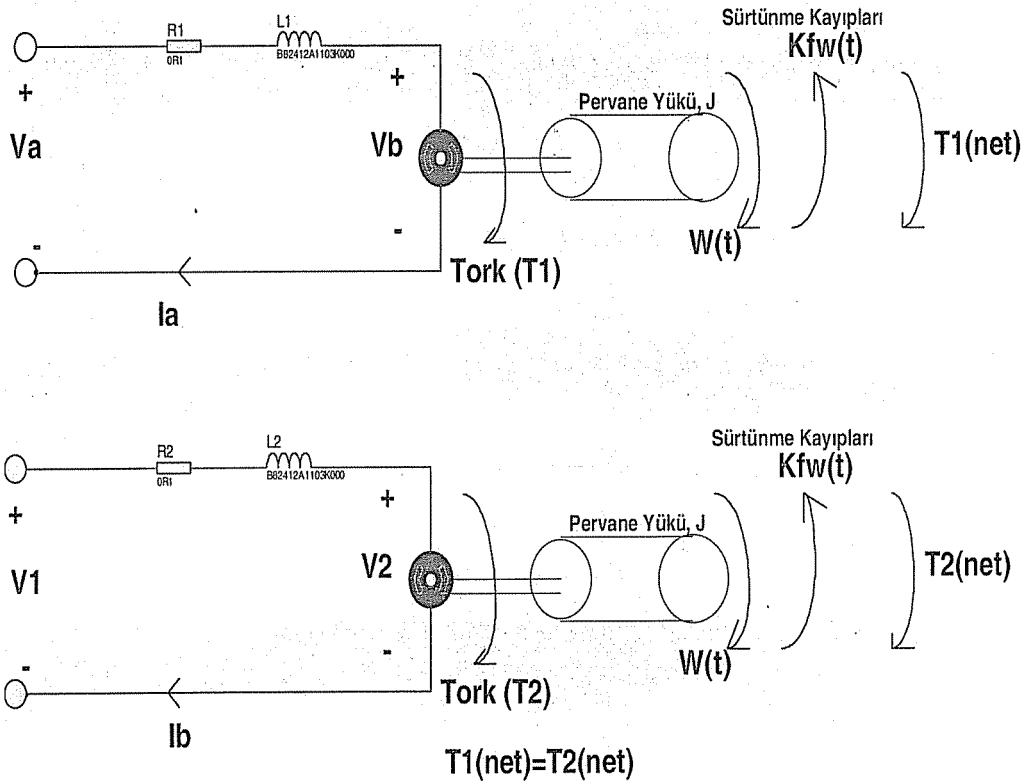 Sürtünme Kayıpları
Kfw(t)
R1
0R1
L1
B82412A1103K000
+
+
Va
Vb
Pervane Yükü, J
T1(net)
-
-
W(t)
Tork (T1)
Ia
Sürtünme Kayıpları
Kfw(t)
R2
0R1
L2
B82412A1103K000
+
+
V1
V2
Pervane Yükü, J
T2(net)
-
-
W(t)
Tork (T2)
Ib
T1(net)=T2(net)